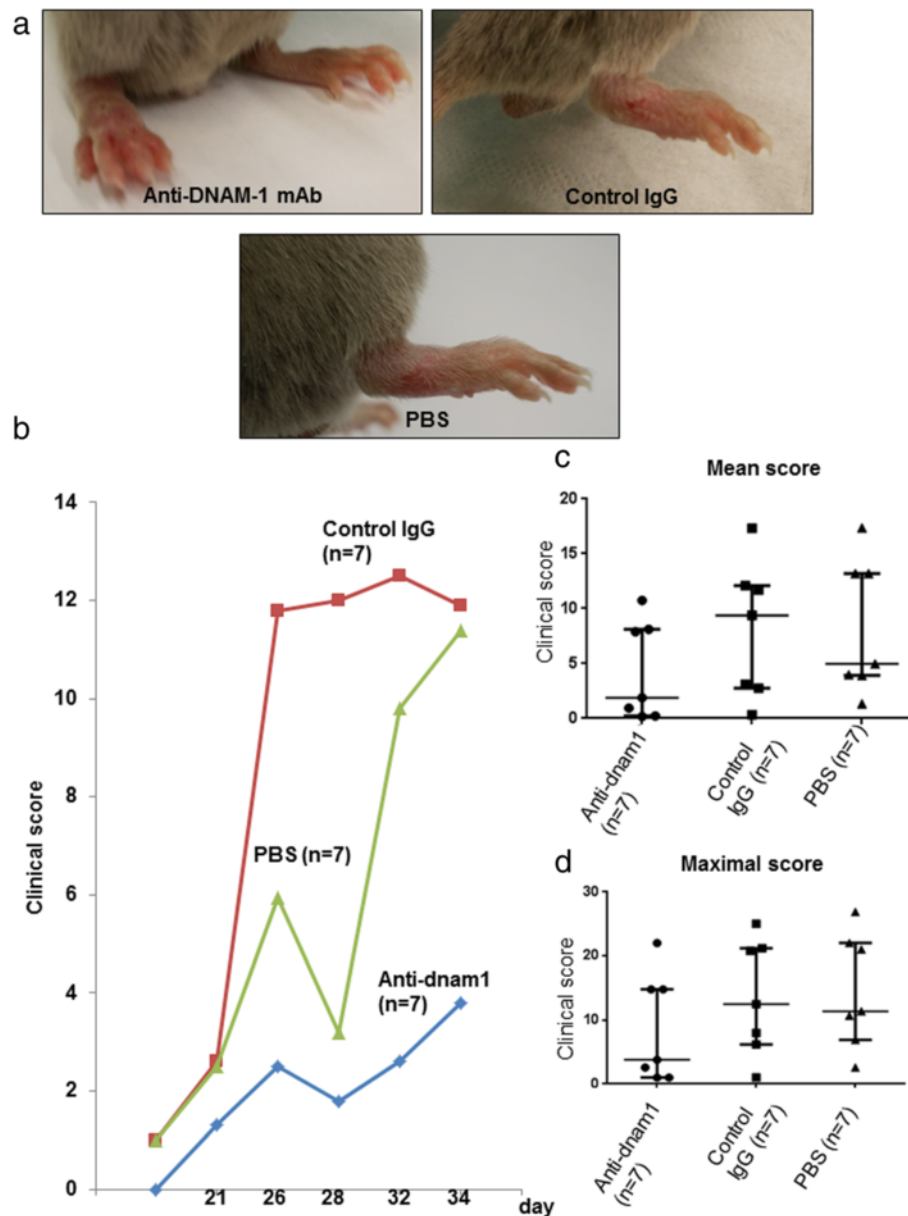 a
Anti-DNAM-1 mAb
Control IgG
PBS
b
14
12
10
8
6
4
2
0
Clinical score
Control IgG
(n=7)
PBS (n=7)
Anti-dnam1
(n=7)
21 26 28 32 34 day
c
Mean score
20
15
10
5
0
Clinical score
Anti-dnam1
(n=7)
Control
IgG (n=7)
PBS (n=7)
d
Maximal score
30
20
10
0
Clinical score
Anti-dnam1
(n=7)
Control
IgG (n=7)
PBS (n=7)